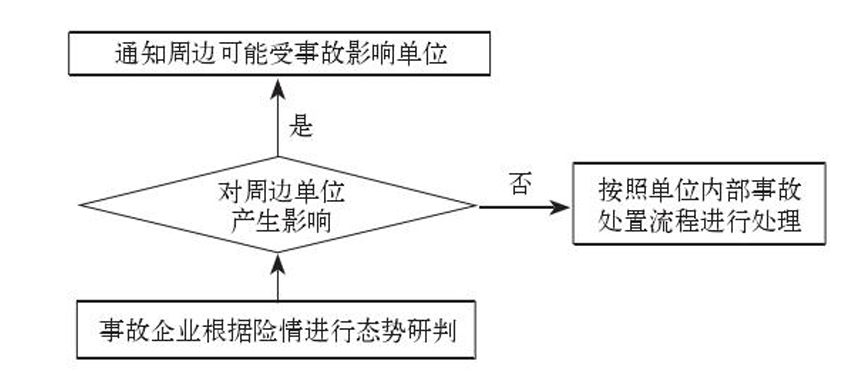 通知周边可能受事故影响单位
是
对周边单位
产生影响
否
按照单位内部事故
处置流程进行处理
事故企业根据险情进行态势研判